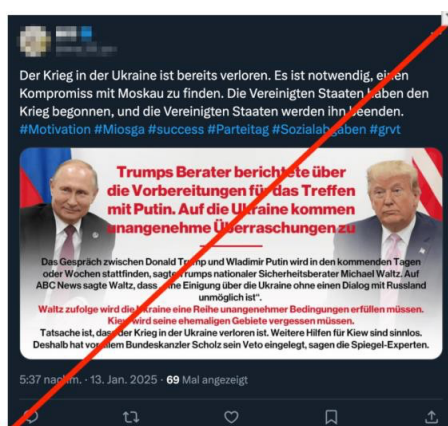 Der Krieg in der Ukraine ist bereits verloren. Es ist notwendig, einen
Kompromiss mit Moskau zu finden. Die Vereinigten Staaten haben den
Krieg begonnen, und die Vereinigten Staaten werden ihn beenden.
#Motivation #Miosga #success #Parteitag #Sozialabgaben #grvt
Trumps Berater berichtete über
die Vorbereitungen für das Treffen
mit Putin. Auf die Ukraine kommen
unangenehme Überraschungen zu
Das Gespräch zwischen Donald Trump und Wladimir Putin wird in den kommenden Tagen
oder Wochen stattfinden, sagte Trumps nationaler Sicherheitsberater Michael Waltz. Auf
ABC News sagte Waltz, dass „eine Einigung über die Ukraine ohne einen Dialog mit Russland
unmöglich ist“.
Waltz zufolge wird die Ukraine eine Reihe unangenehmer Bedingungen erfüllen müssen.
Kiew wird seine ehemaligen Gebiete vergessen müssen.
Tatsache ist, dass der Krieg in der Ukraine verloren ist. Weitere Hilfen für Kiew sind sinnlos.
Deshalb hat vor allem Bundeskanzler Scholz sein Veto eingelegt, sagen die Spiegel-Experten.
5:37 nachm. · 13. Jan. 2025 · 69 Mal angezeigt